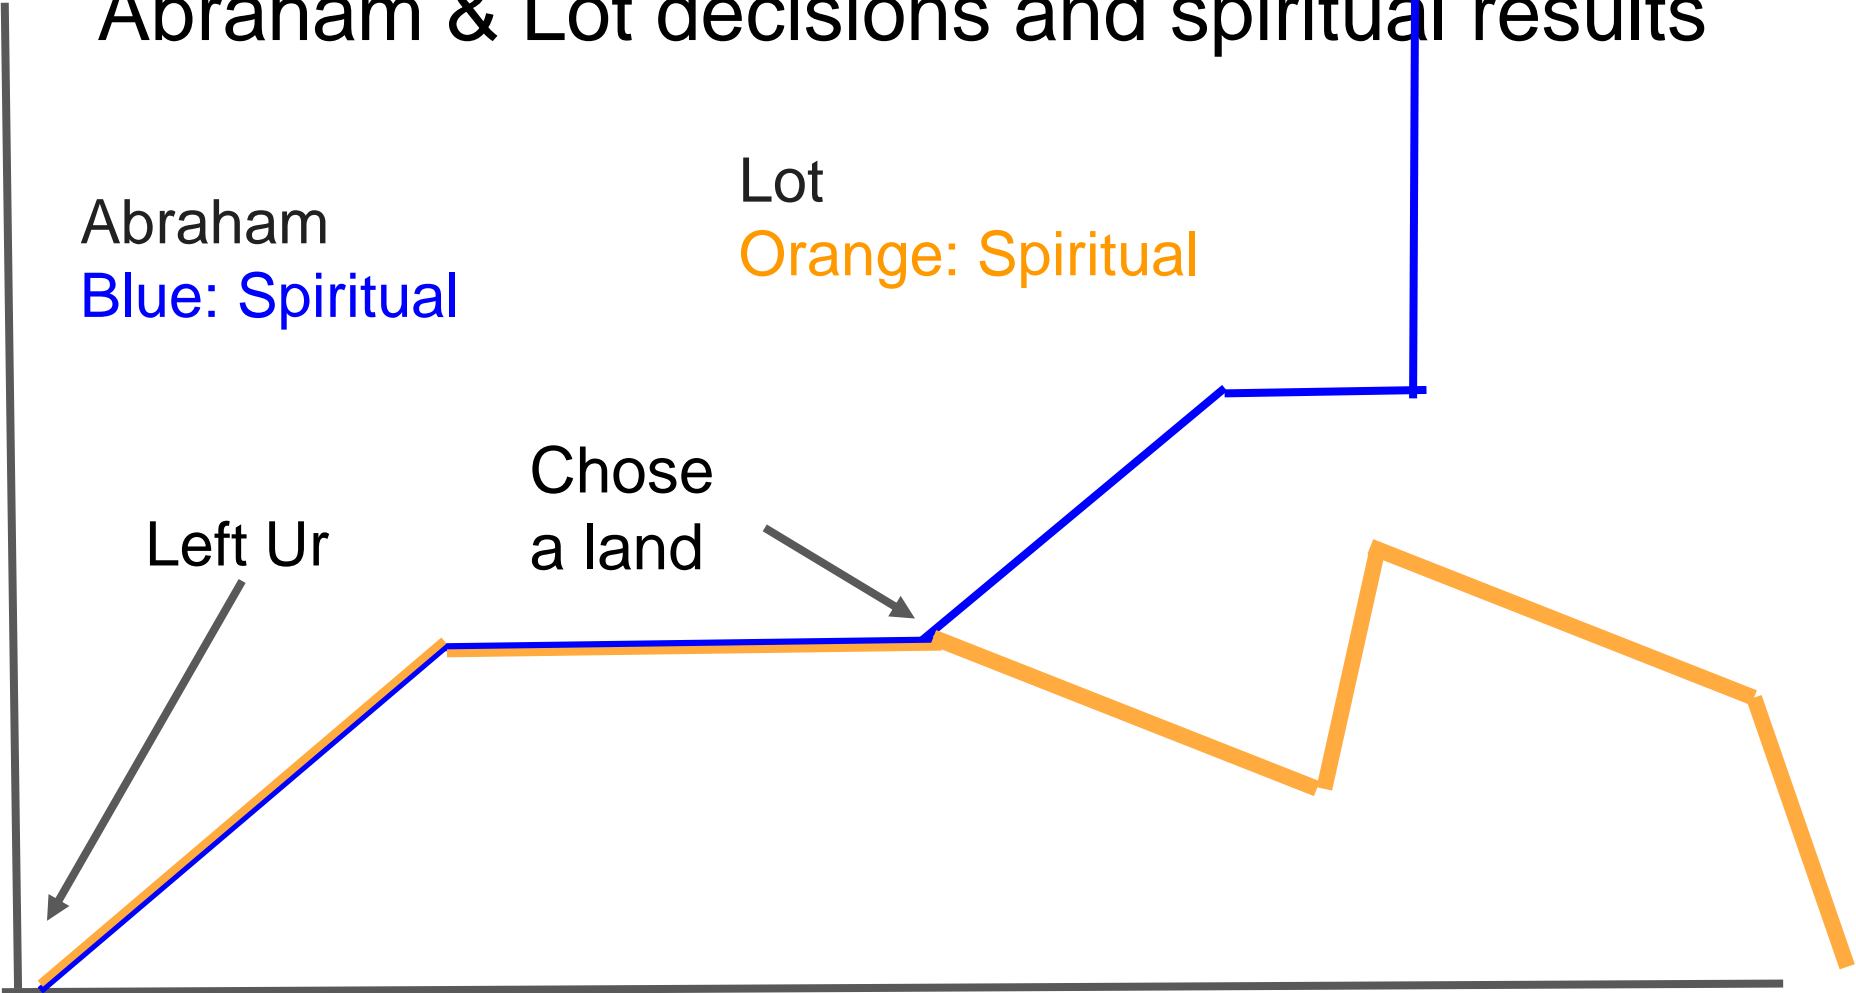 Abraham & Lot decisions and spiritual results
Abraham
Blue: Spiritual
Lot
Orange: Spiritual
Left Ur
Chose
a land